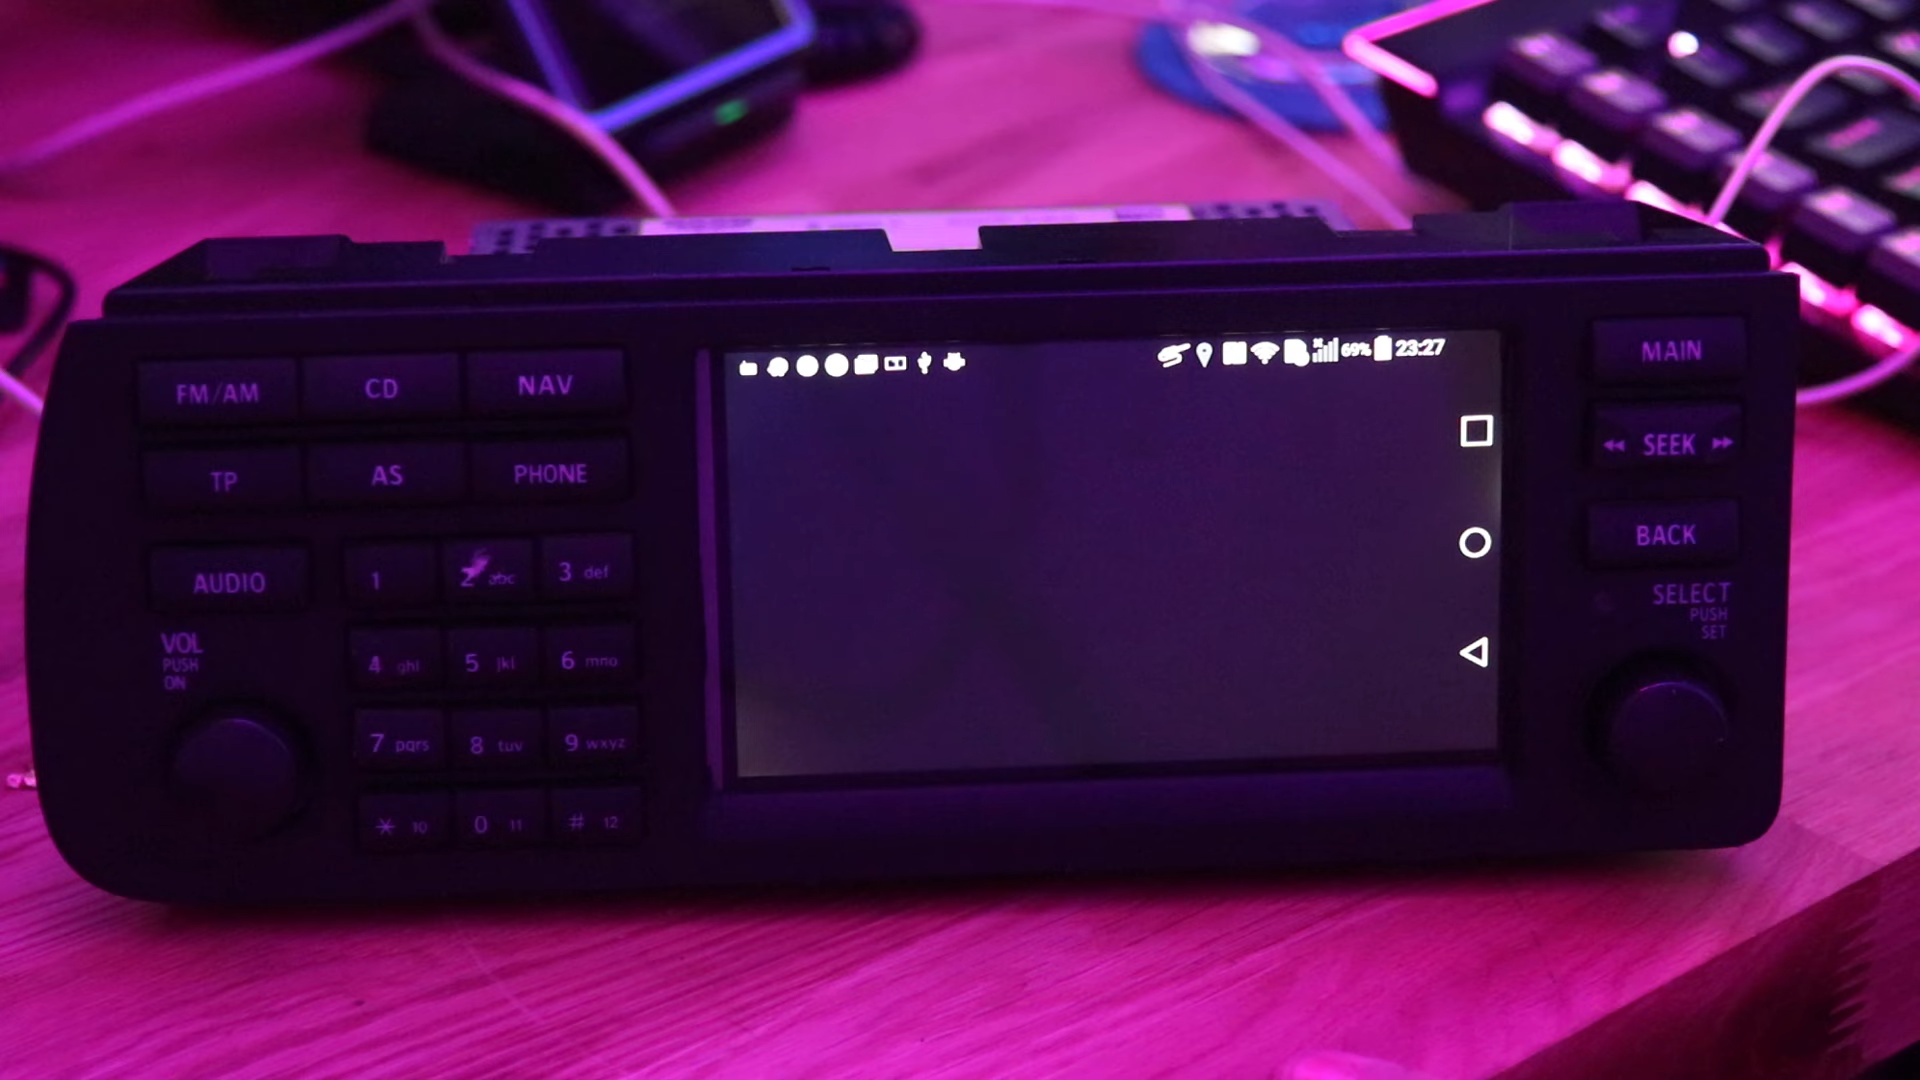 69% 23:27
FM/AM CD NAV
TP AS PHONE
AUDIO
1 2 abc 3 def
4 ghi 5 jkl 6 mno
7 pqrs 8 tuv 9 wxyz
* 10 0 11 # 12
VOL
PUSH
ON
MAIN
SEEK
BACK
SELECT
PUSH
SET